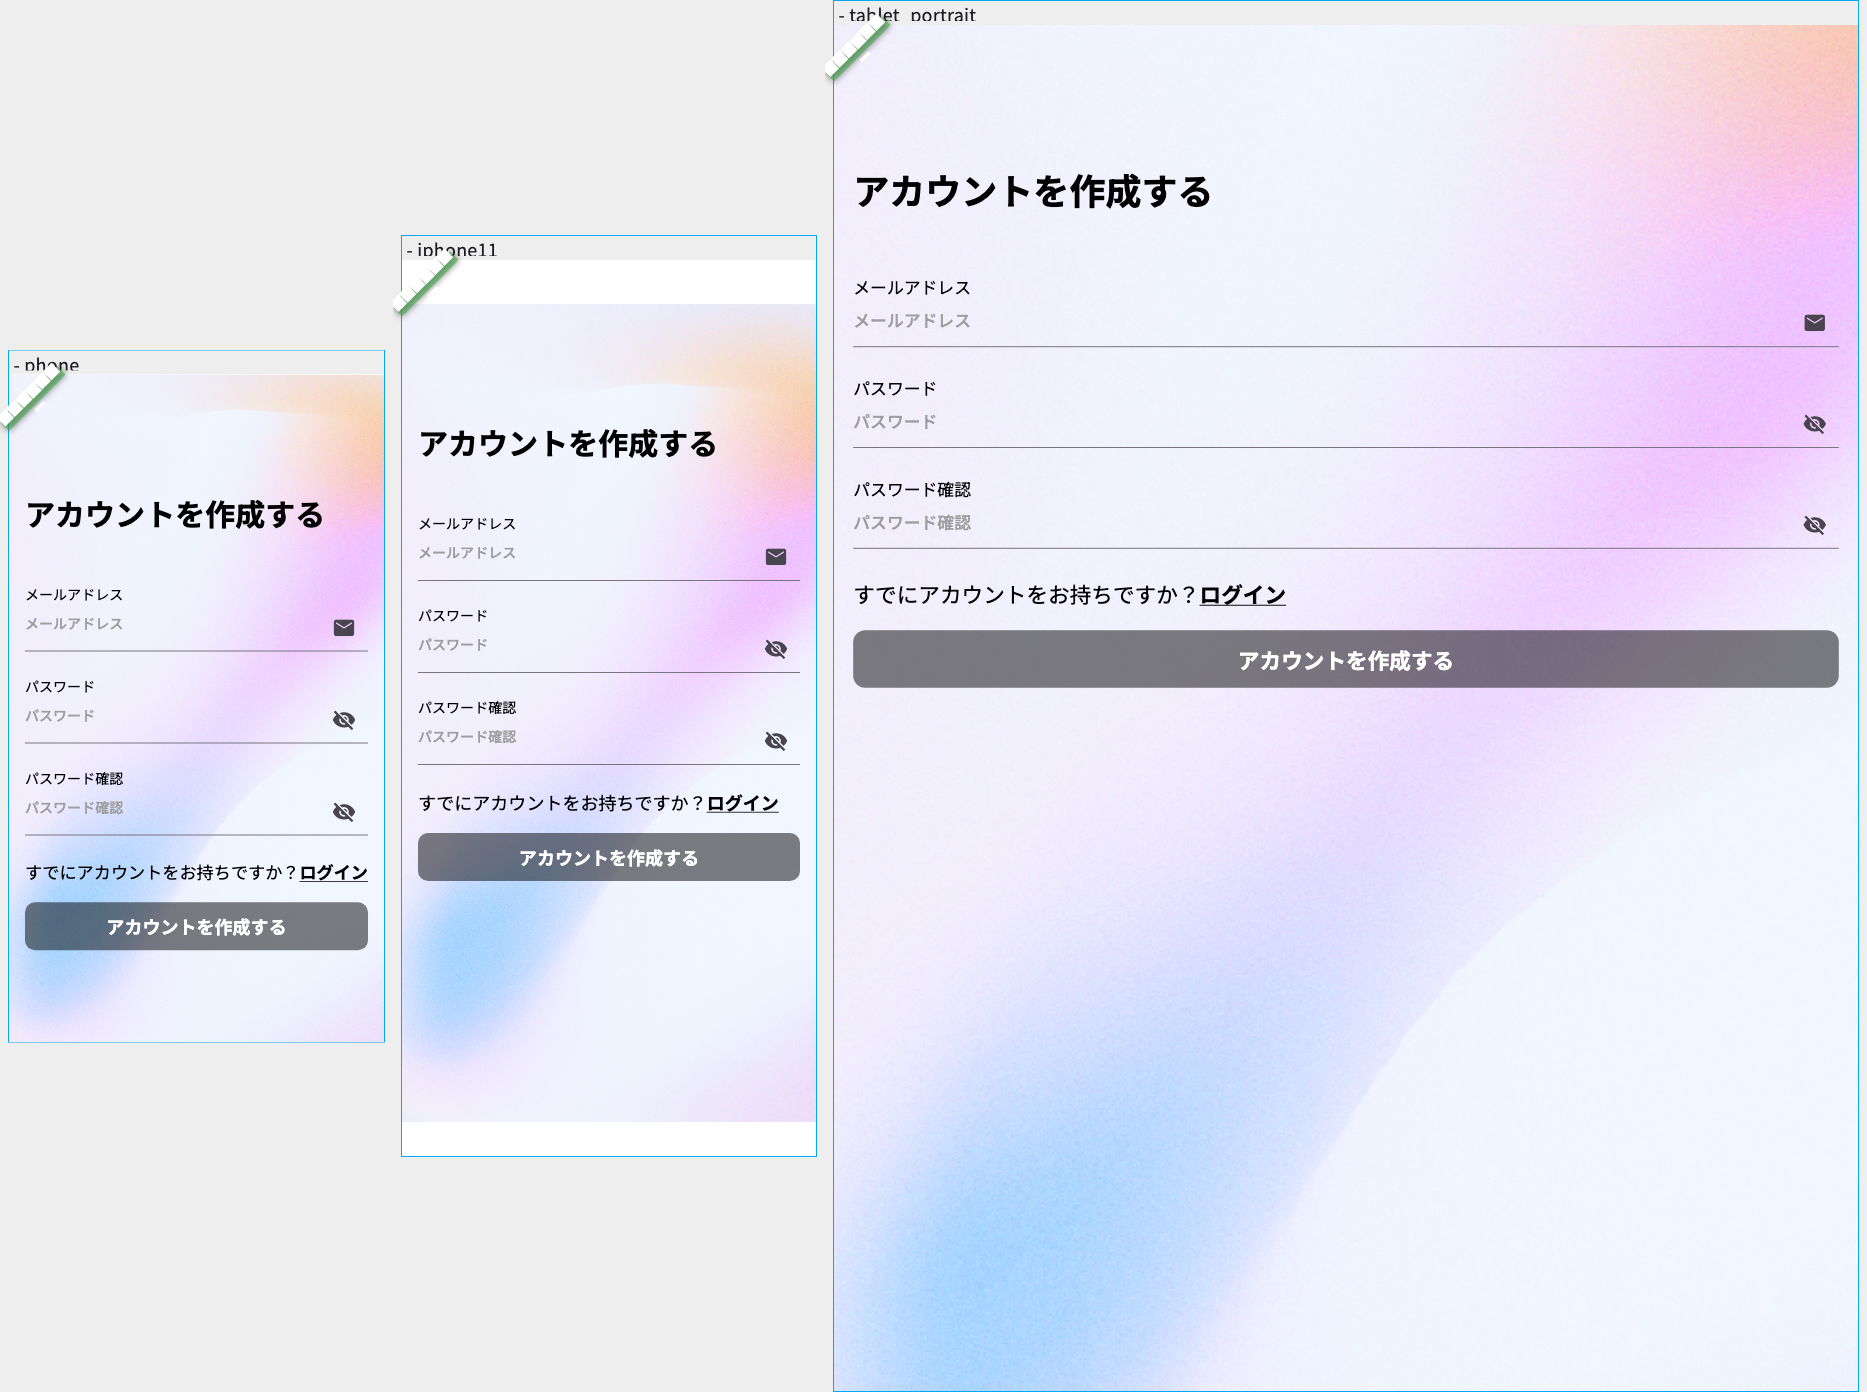 - phone
アカウントを作成する
メールアドレス
メールアドレス
パスワード
パスワード
パスワード確認
パスワード確認
すでにアカウントをお持ちですか？ログイン
アカウントを作成する
- iphone11
アカウントを作成する
メールアドレス
メールアドレス
パスワード
パスワード
パスワード確認
パスワード確認
すでにアカウントをお持ちですか？ログイン
アカウントを作成する
- tablet_portrait
アカウントを作成する
メールアドレス
メールアドレス
パスワード
パスワード
パスワード確認
パスワード確認
すでにアカウントをお持ちですか？ログイン
アカウントを作成する